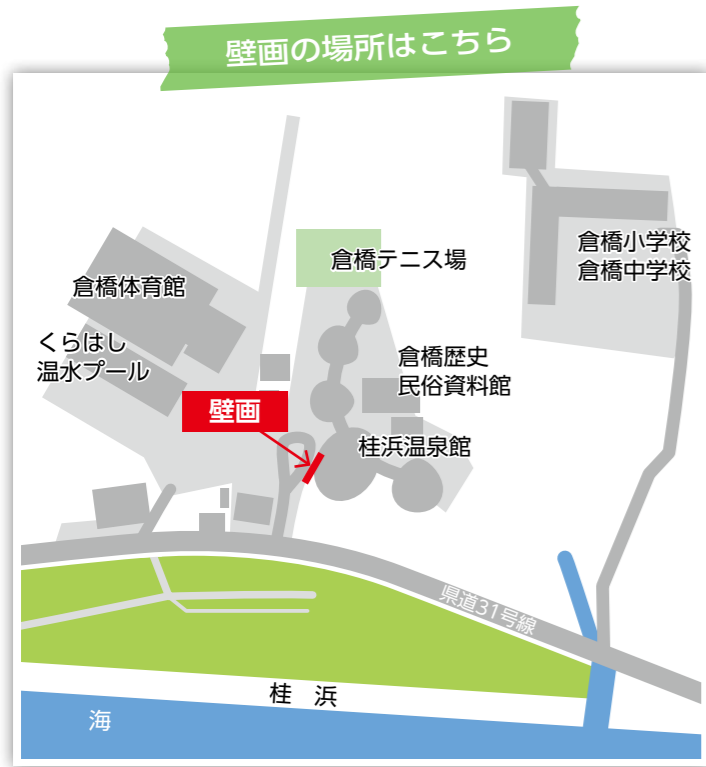 壁画の場所はこちら
倉橋テニス場
倉橋小学校
倉橋中学校
倉橋体育館
くらはし
温水プール
倉橋歴史
民俗資料館
壁画
桂浜温泉館
県道31号線
桂 浜
海